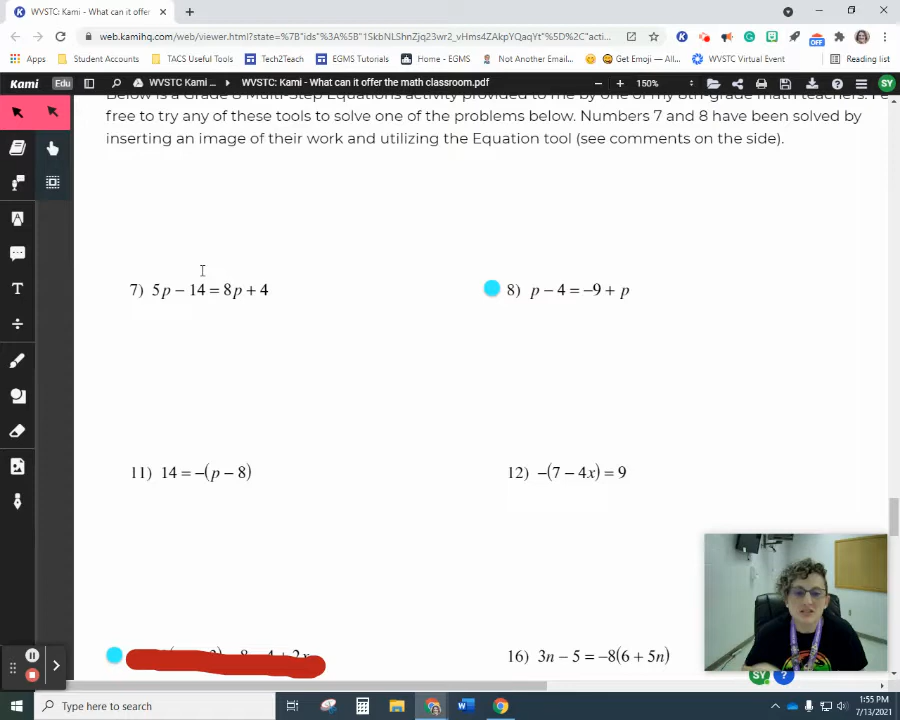 WVSTC: Kami - What can it offer
web.kamihq.com/web/viewer.html?state=%7B"ids"%3A%5B"1SkbNLShnZjq23wr2_vHms4ZAkpYQaqYt"%5D%2C"acti...
Apps TSU TACS Useful Tools Tech2Teach EGMS Tutorials Home - EGMS Not Another Email... Get Emoji — All... WVSTC Virtual Event Reading list
OFF
Kami Edu WVSTC Kami ... WVSTC: Kami - What can it offer the math classroom.pdf 150% SY
Below is a Grade 8 Multi-Step Equations activity provided to me by one of my 8th-grade math teachers.
free to try any of these tools to solve one of the problems below. Numbers 7 and 8 have been solved by
inserting an image of their work and utilizing the Equation tool (see comments on the side).
7) 5p − 14 = 8p + 4
8) p − 4 = −9 + p
11) 14 = −(p − 8)
12) −(7 − 4x) = 9
16) 3n − 5 = −8(6 + 5n)
SY ?
Type here to search
1:55 PM
7/13/2021